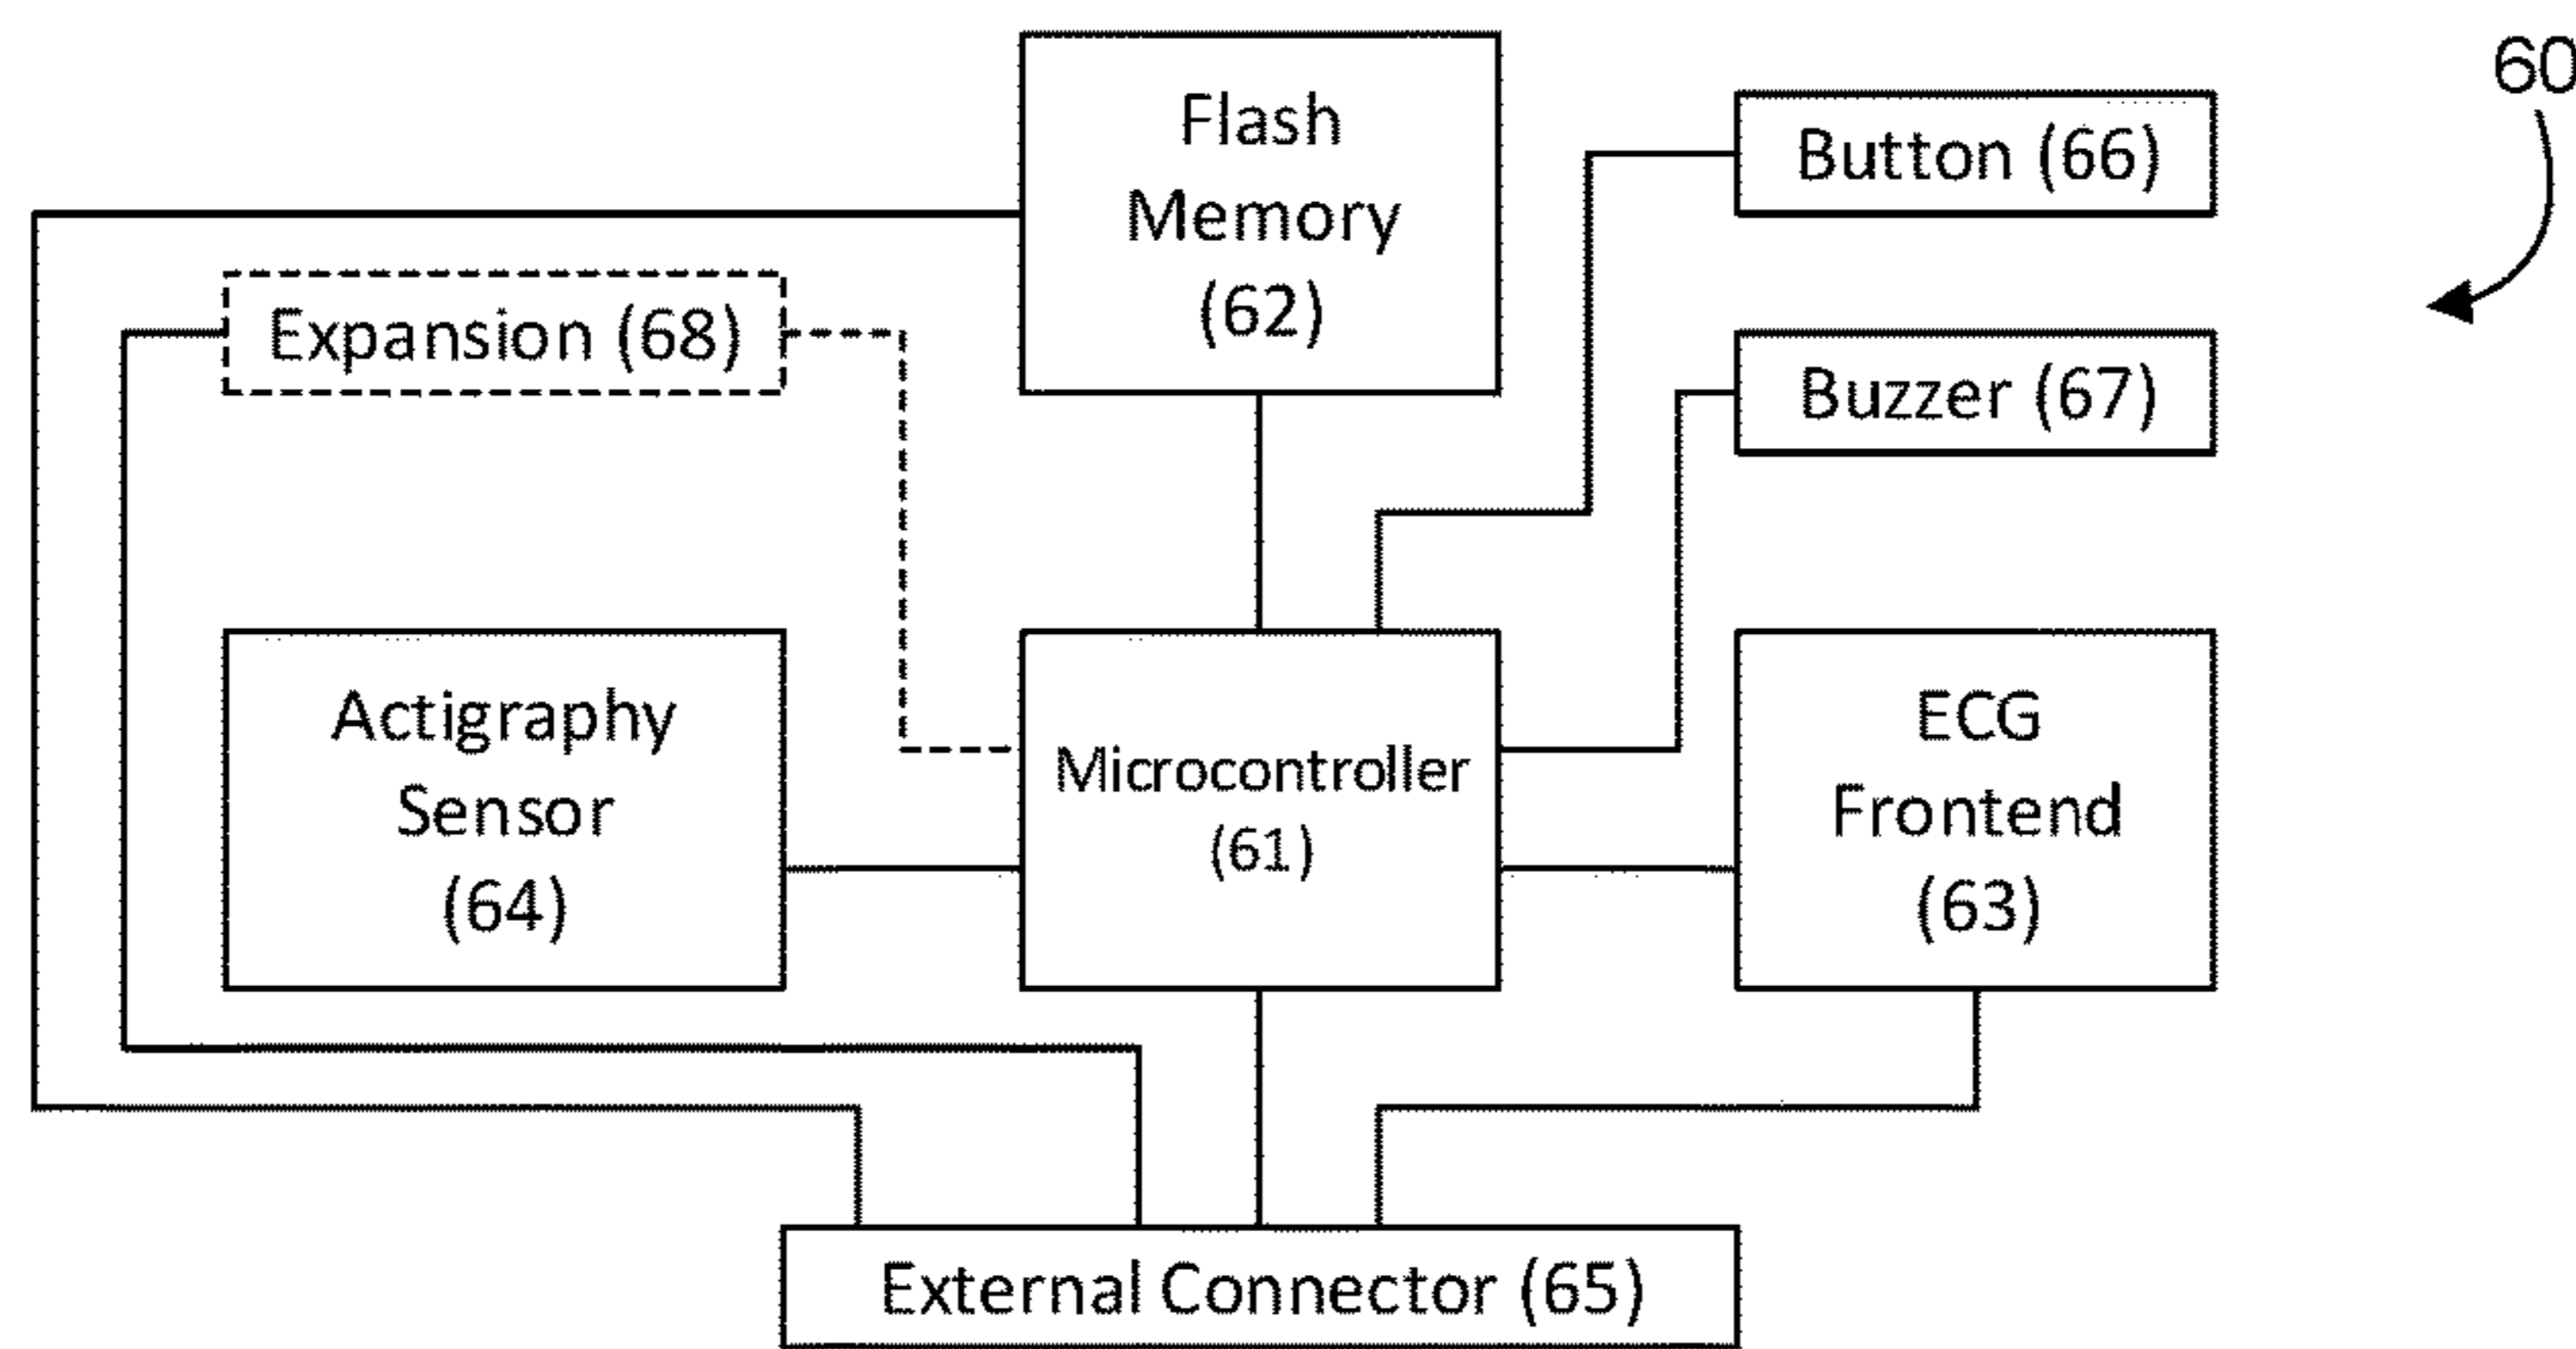 60
Flash
Memory
(62)
Button (66)
Expansion (68)
Buzzer (67)
Actigraphy
Sensor
(64)
Microcontroller
(61)
ECG
Frontend
(63)
External Connector (65)